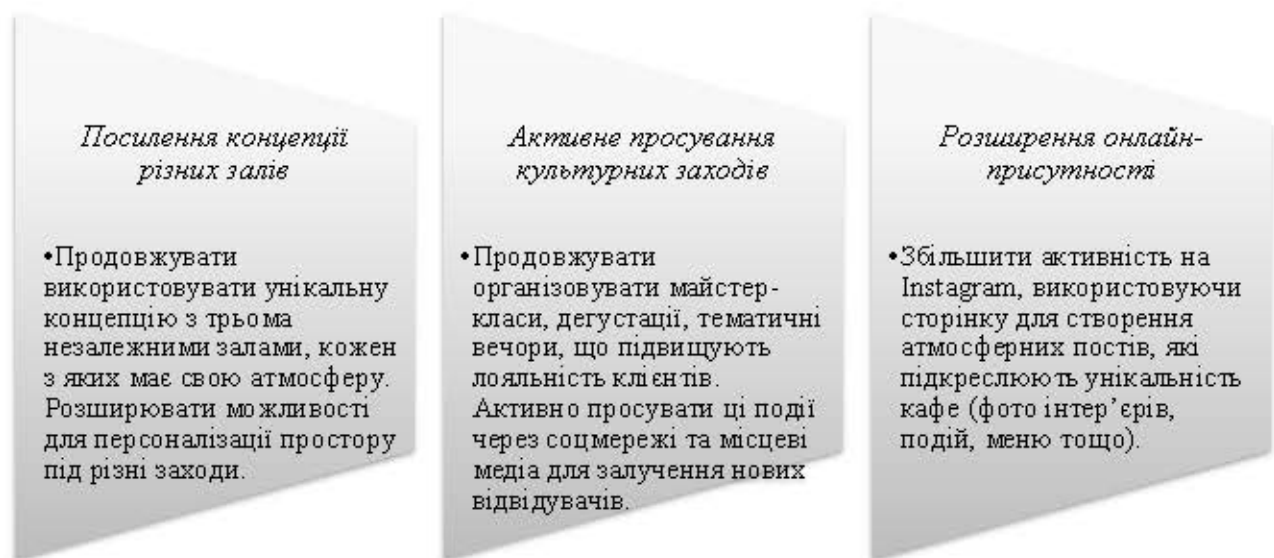 Посилення концепції
різних залів
•Продовжувати
використовувати унікальну
концепцію з трьома
незалежними залами, кожен
з яких має свою атмосферу.
Розширювати можливості
для персоналізації простору
під різні заходи.
Активне просування
культурних заходів
•Продовжувати
організовувати майстер-
класи, дегустації, тематичні
вечори, що підвищують
лояльність клієнтів.
Активно просувати ці події
через соцмережі та місцеві
медіа для залучення нових
відвідувачів.
Розширення онлайн-
присутності
•Збільшити активність на
Instagram, використовуючи
сторінку для створення
атмосферних постів, які
підкреслюють унікальність
кафе (фото інтер’єрів,
подій, меню тощо).